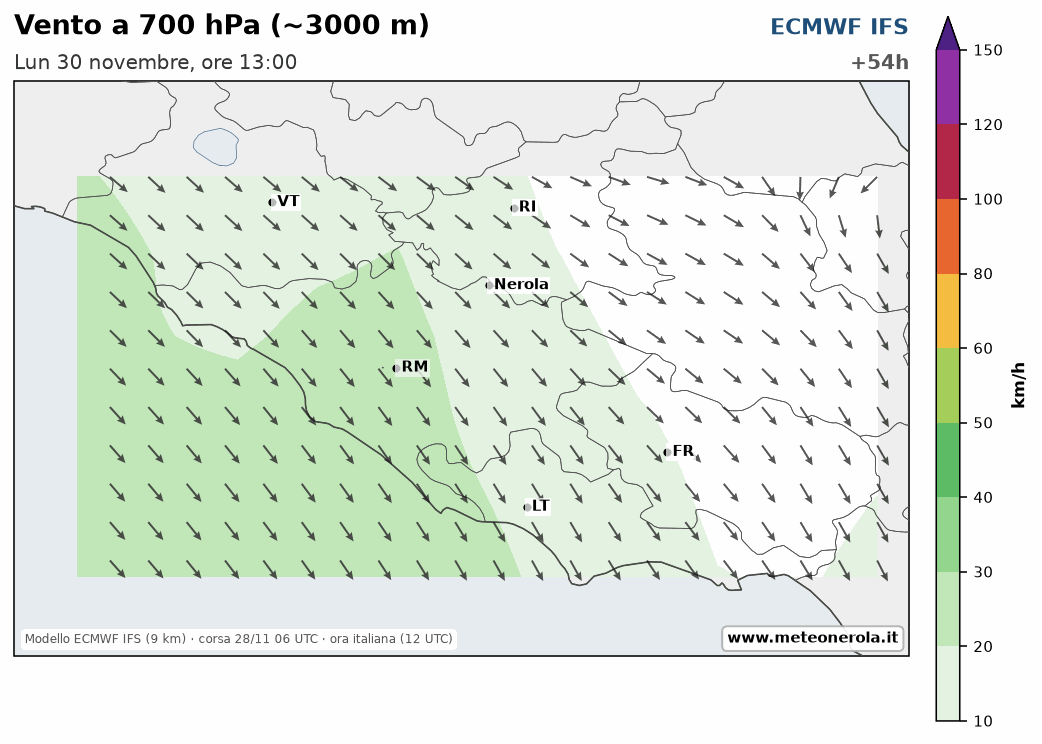 Vento a 700 hPa (~3000 m)
ECMWF IFS
Lun 30 novembre, ore 13:00
+54h
VT
RI
Nerola
RM
FR
LT
150
120
100
80
60
50
40
30
20
10
km/h
Modello ECMWF IFS (9 km) · corsa 28/11 06 UTC · ora italiana (12 UTC)
www.meteonerola.it